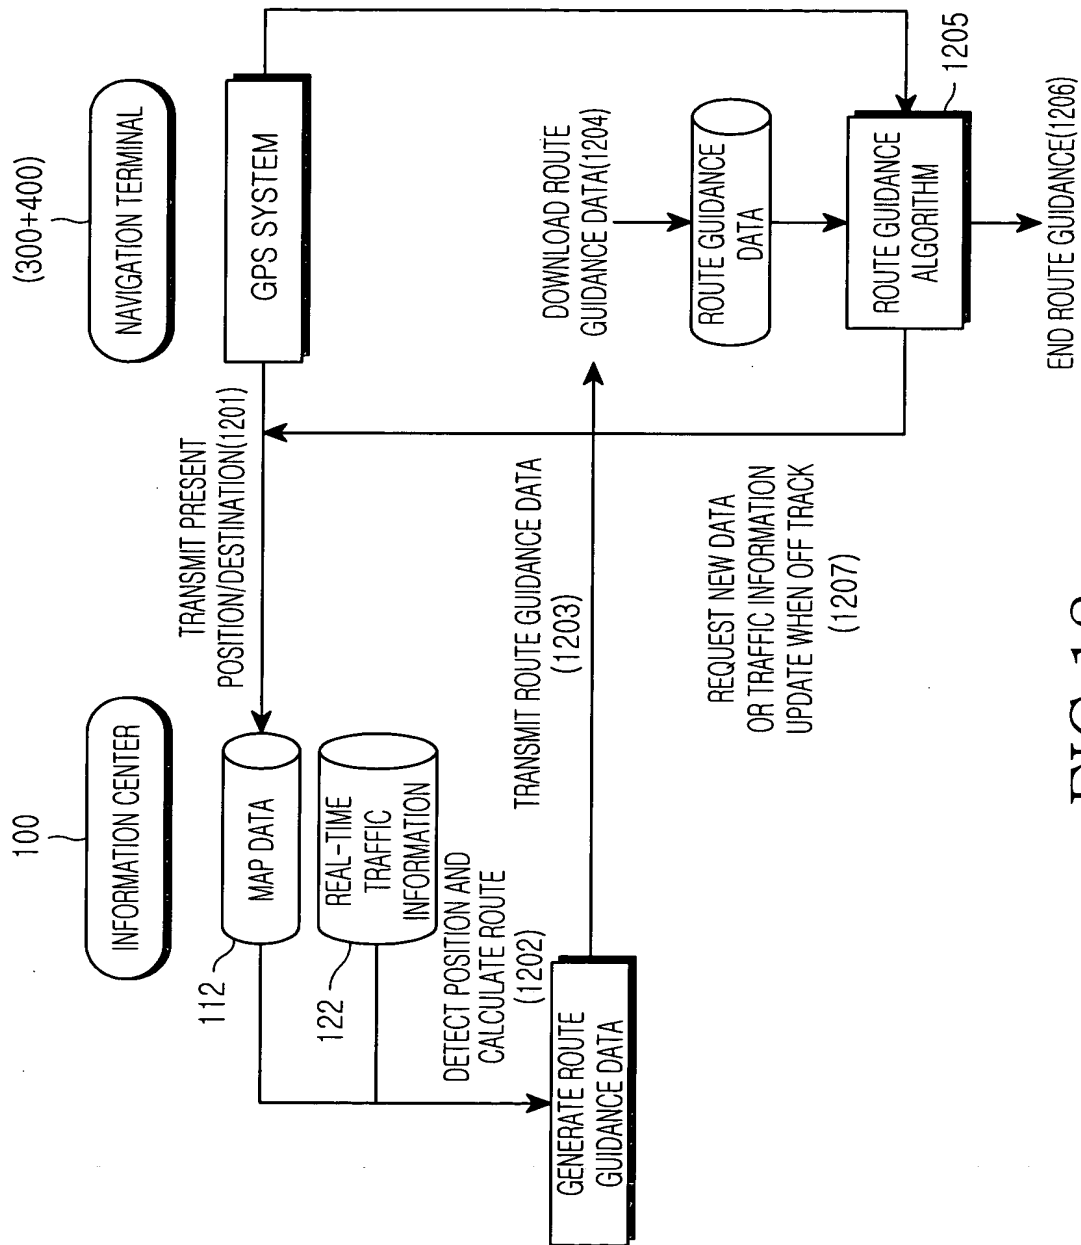 100
(300+400)
INFORMATION CENTER
NAVIGATION TERMINAL
TRANSMIT PRESENT
POSITION/DESTINATION(1201)
112
MAP DATA
GPS SYSTEM
122
REAL-TIME
TRAFFIC
INFORMATION
DETECT POSITION AND
CALCULATE ROUTE
(1202)
TRANSMIT ROUTE GUIDANCE DATA
(1203)
DOWNLOAD ROUTE
GUIDANCE DATA(1204)
GENERATE ROUTE
GUIDANCE DATA
ROUTE GUIDANCE
DATA
REQUEST NEW DATA
OR TRAFFIC INFORMATION
UPDATE WHEN OFF TRACK
(1207)
ROUTE GUIDANCE
ALGORITHM
1205
END ROUTE GUIDANCE(1206)
FIG.